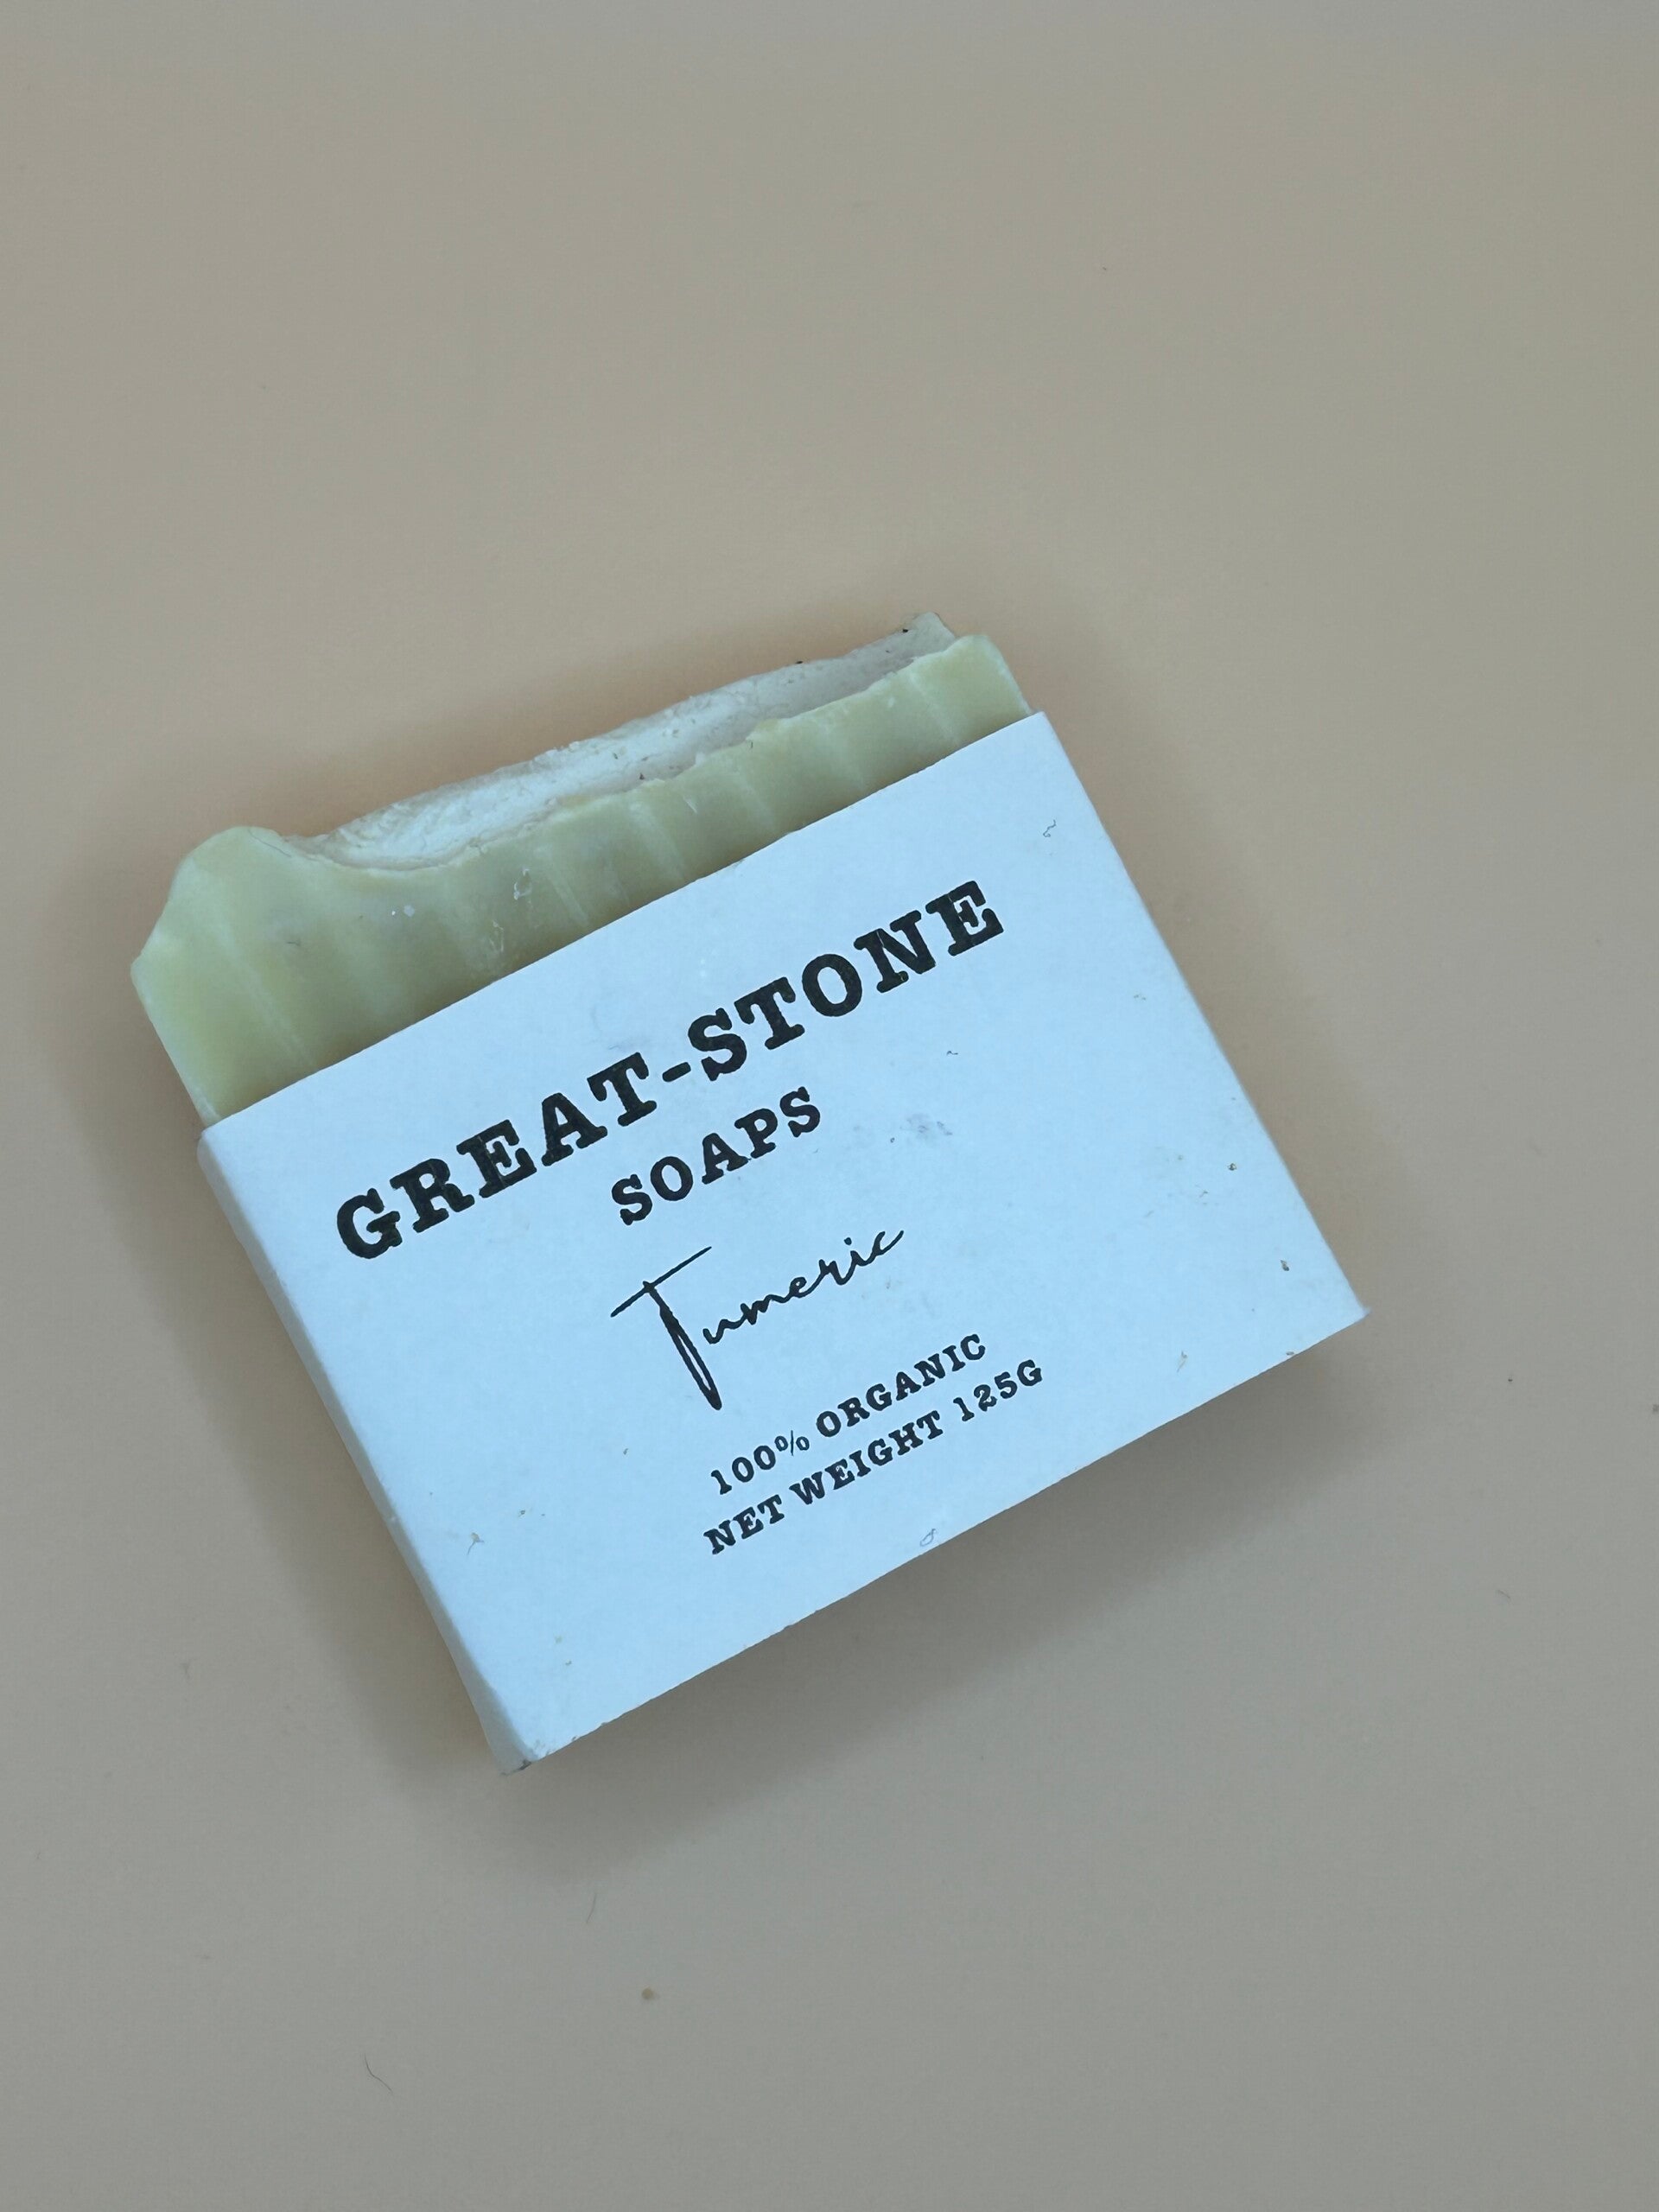 GREAT-STONE
SOAPS
Tumeric
100% ORGANIC
NET WEIGHT 125G